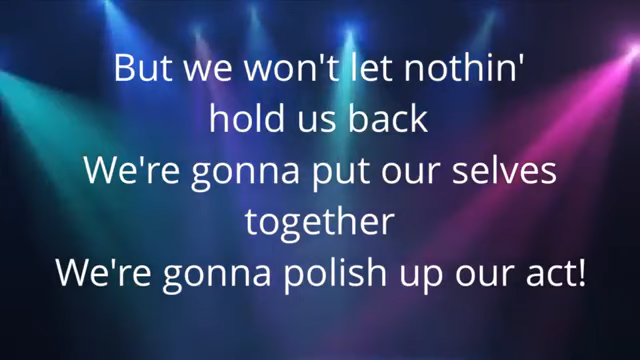 But we won't let nothin'
hold us back
We're gonna put our selves
together
We're gonna polish up our act!